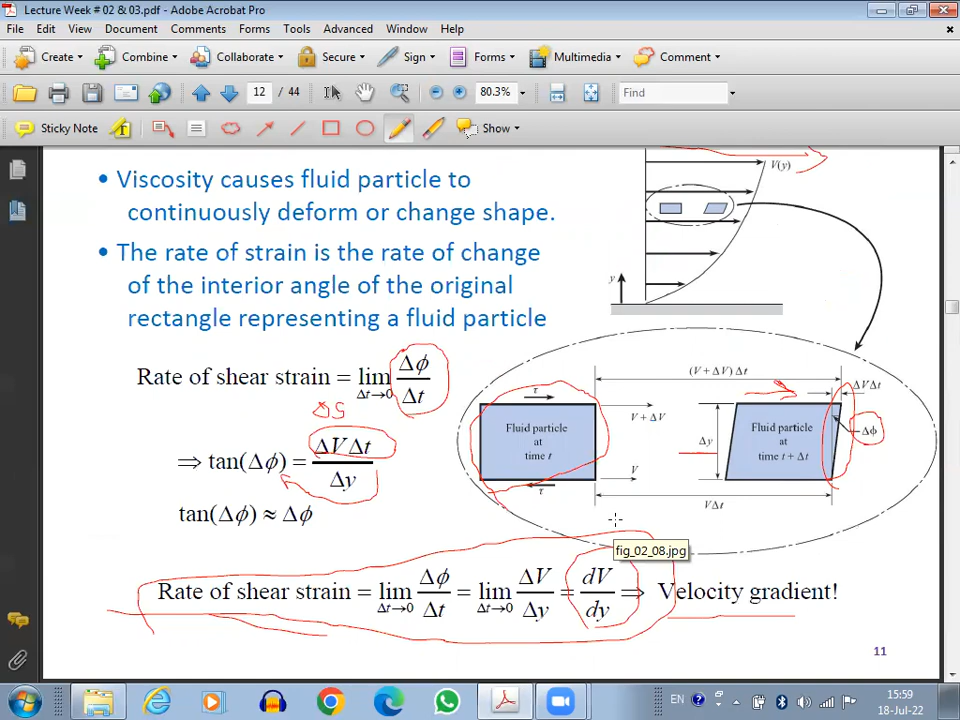 Lecture Week # 02 & 03.pdf - Adobe Acrobat Pro
File Edit View Document Comments Forms Tools Advanced Window Help
Create Combine Collaborate Secure Sign Forms Multimedia Comment
12 / 44 80.3% Find
Sticky Note Show
• Viscosity causes fluid particle to
continuously deform or change shape.
• The rate of strain is the rate of change
of the interior angle of the original
rectangle representing a fluid particle
V(y)
y
Rate of shear strain = lim Δt→0 Δϕ/Δt
ΔS
⇒ tan(Δϕ) = ΔVΔt/Δy
tan(Δϕ) ≈ Δϕ
(V + ΔV) Δt
ΔVΔt
τ
V + ΔV
Fluid particle
at
time t
Δy
Fluid particle
at
time t + Δt
Δϕ
V
τ
VΔt
fig_02_08.jpg
Rate of shear strain = lim Δt→0 Δϕ/Δt = lim Δt→0 ΔV/Δy = dV/dy ⇒ Velocity gradient!
11
EN
15:59
18-Jul-22